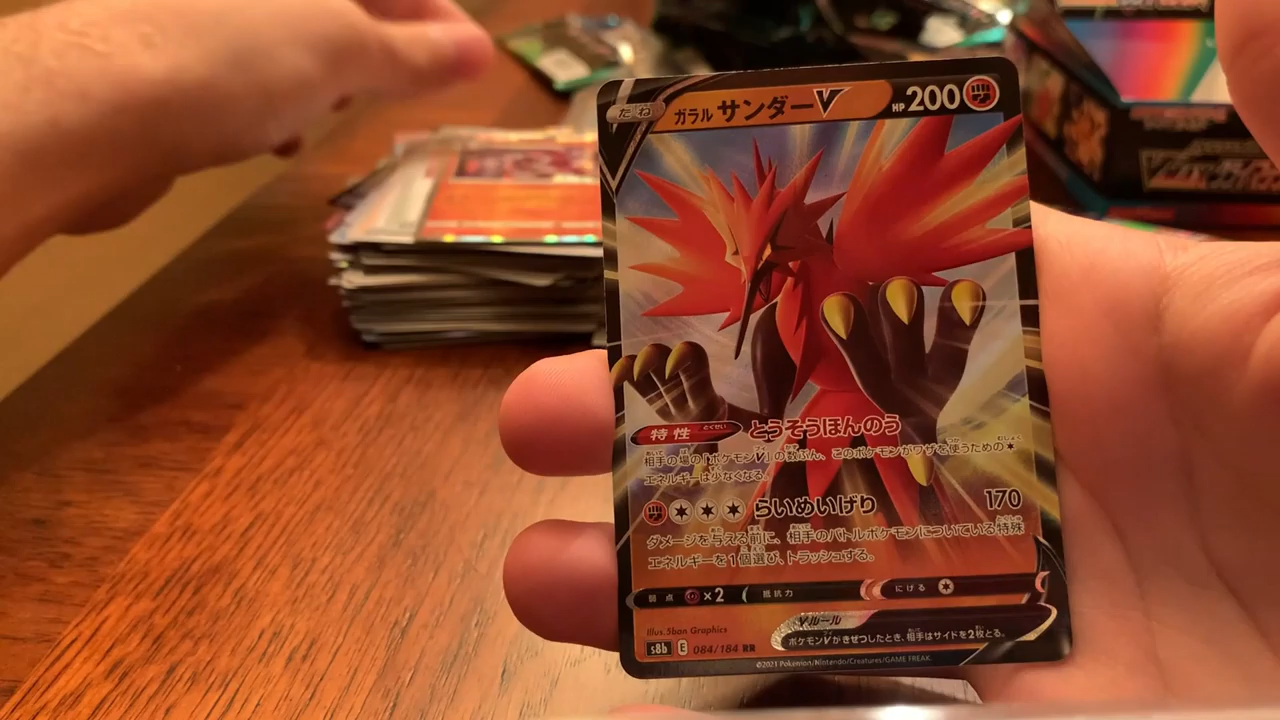 たね ガラル サンダーV HP 200
特性 とくせい とうそうほんのう
相手の場の「ポケモンV」の数ぶん、このポケモンがワザを使うための
エネルギーは少なくなる。
らいめいげり 170
ダメージを与える前に、相手のバトルポケモンについている特殊
エネルギーを1個選び、トラッシュする。
弱点 ×2 抵抗力 にげる
Vルール
ポケモンVがきぜつしたとき、相手はサイドを2枚とる。
Illus.5ban Graphics
s8b E 084/184 RR
©2021 Pokémon/Nintendo/Creatures/GAME FREAK.